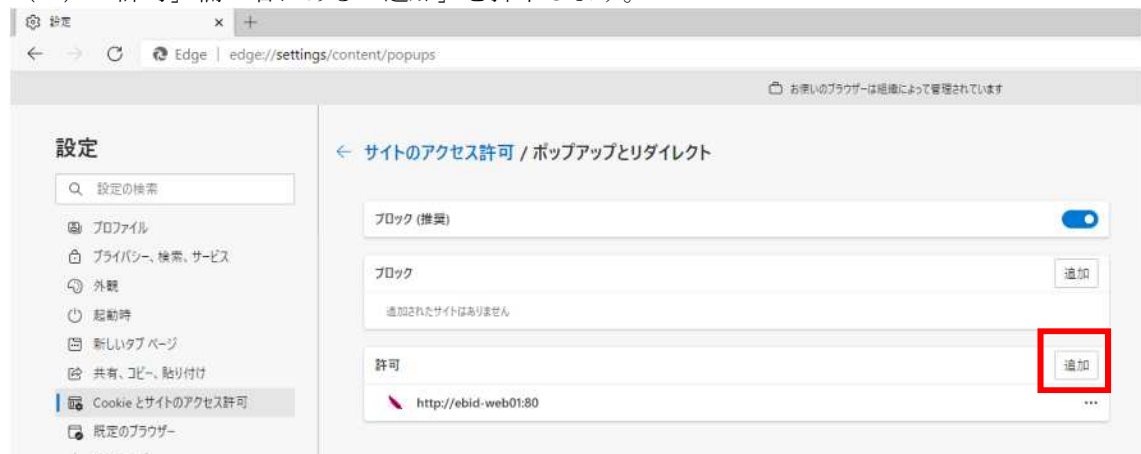 設定
Edge | edge://settings/content/popups
お使いのブラウザーは組織によって管理されています
設定
設定の検索
プロファイル
プライバシー、検索、サービス
外観
起動時
新しいタブ ページ
共有、コピー、貼り付け
Cookie とサイトのアクセス許可
既定のブラウザー
サイトのアクセス許可 / ポップアップとリダイレクト
ブロック (推奨)
ブロック
追加
追加されたサイトはありません
許可
追加
http://ebid-web01:80